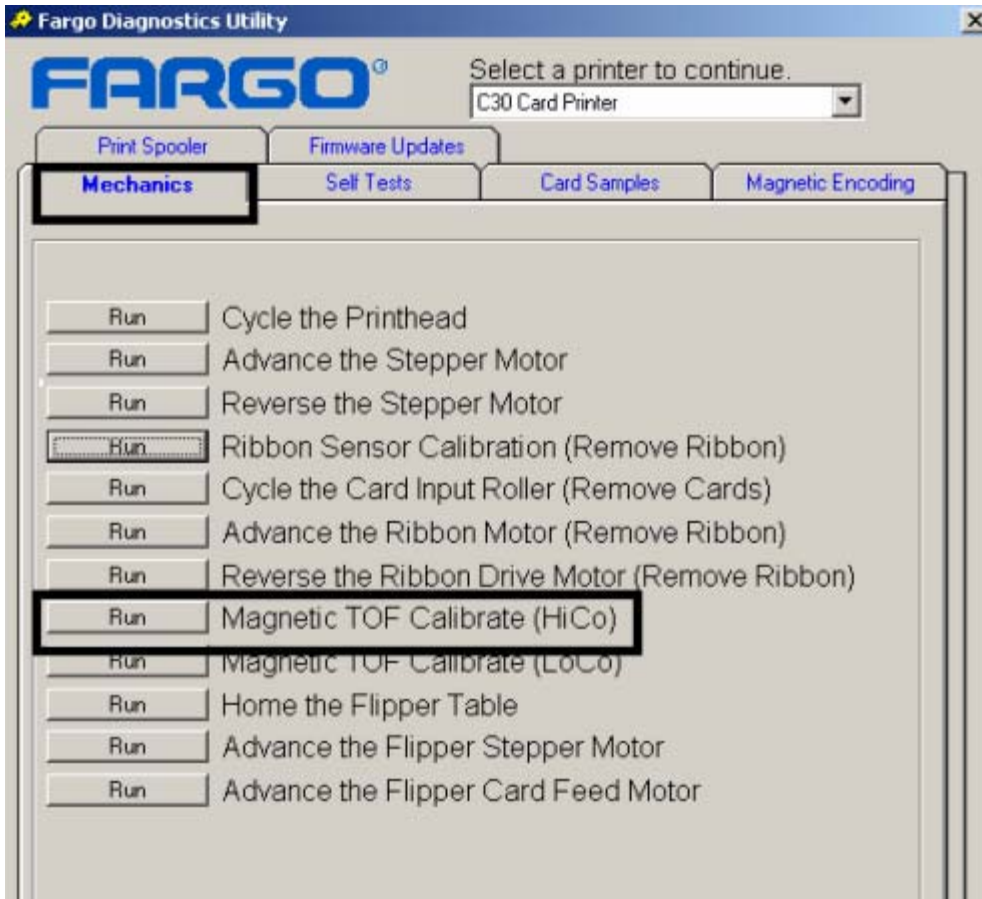 Fargo Diagnostics Utility
FARGO®
Select a printer to continue.
C30 Card Printer
Print Spooler Firmware Updates
Mechanics Self Tests Card Samples Magnetic Encoding
Run Cycle the Printhead
Run Advance the Stepper Motor
Run Reverse the Stepper Motor
Run Ribbon Sensor Calibration (Remove Ribbon)
Run Cycle the Card Input Roller (Remove Cards)
Run Advance the Ribbon Motor (Remove Ribbon)
Run Reverse the Ribbon Drive Motor (Remove Ribbon)
Run Magnetic TOF Calibrate (HiCo)
Run Magnetic TOF Calibrate (LoCo)
Run Home the Flipper Table
Run Advance the Flipper Stepper Motor
Run Advance the Flipper Card Feed Motor